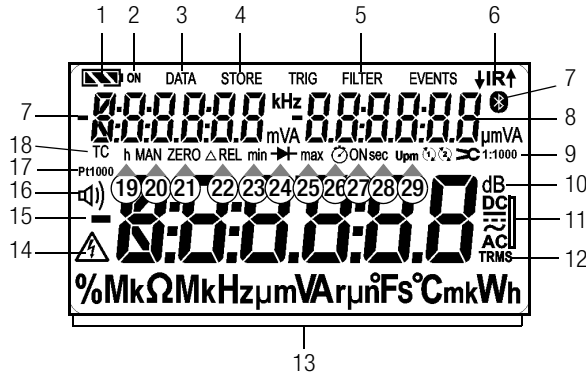 1 2 3 4 5 6
ON DATA STORE TRIG FILTER EVENTS IR
7 kHz 7
8
mVA µmVA
18 TC h MAN ZERO △ REL min max ON sec Upm 1 2 1:1000 9
17 Pt1000
16 19 20 21 22 23 24 25 26 27 28 29 dB 10
15 DC 11
AC
14 TRMS 12
%MkΩMkHzµmVArµnFs°CmkWh
13